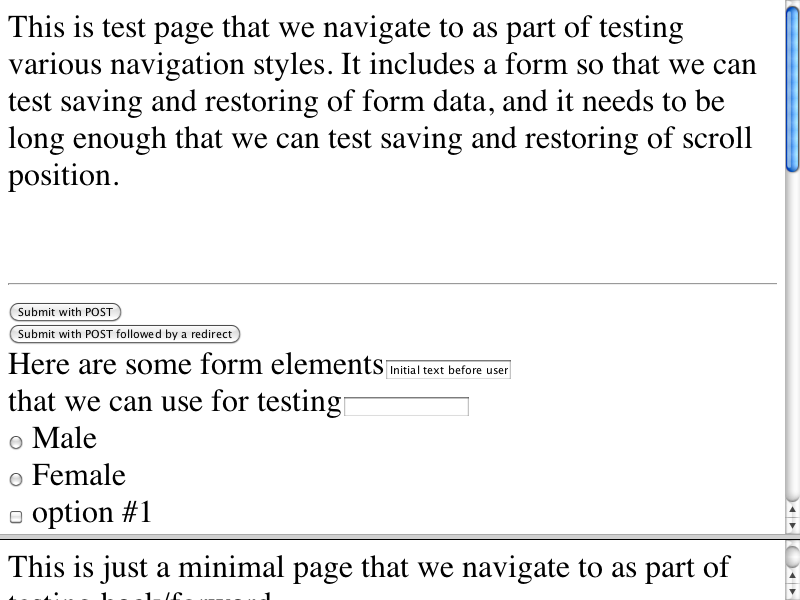 This is test page that we navigate to as part of testing
various navigation styles. It includes a form so that we can
test saving and restoring of form data, and it needs to be
long enough that we can test saving and restoring of scroll
position.
Submit with POST
Submit with POST followed by a redirect
Here are some form elements Initial text before user
that we can use for testing
Male
Female
option #1
This is just a minimal page that we navigate to as part of
testing back/forward